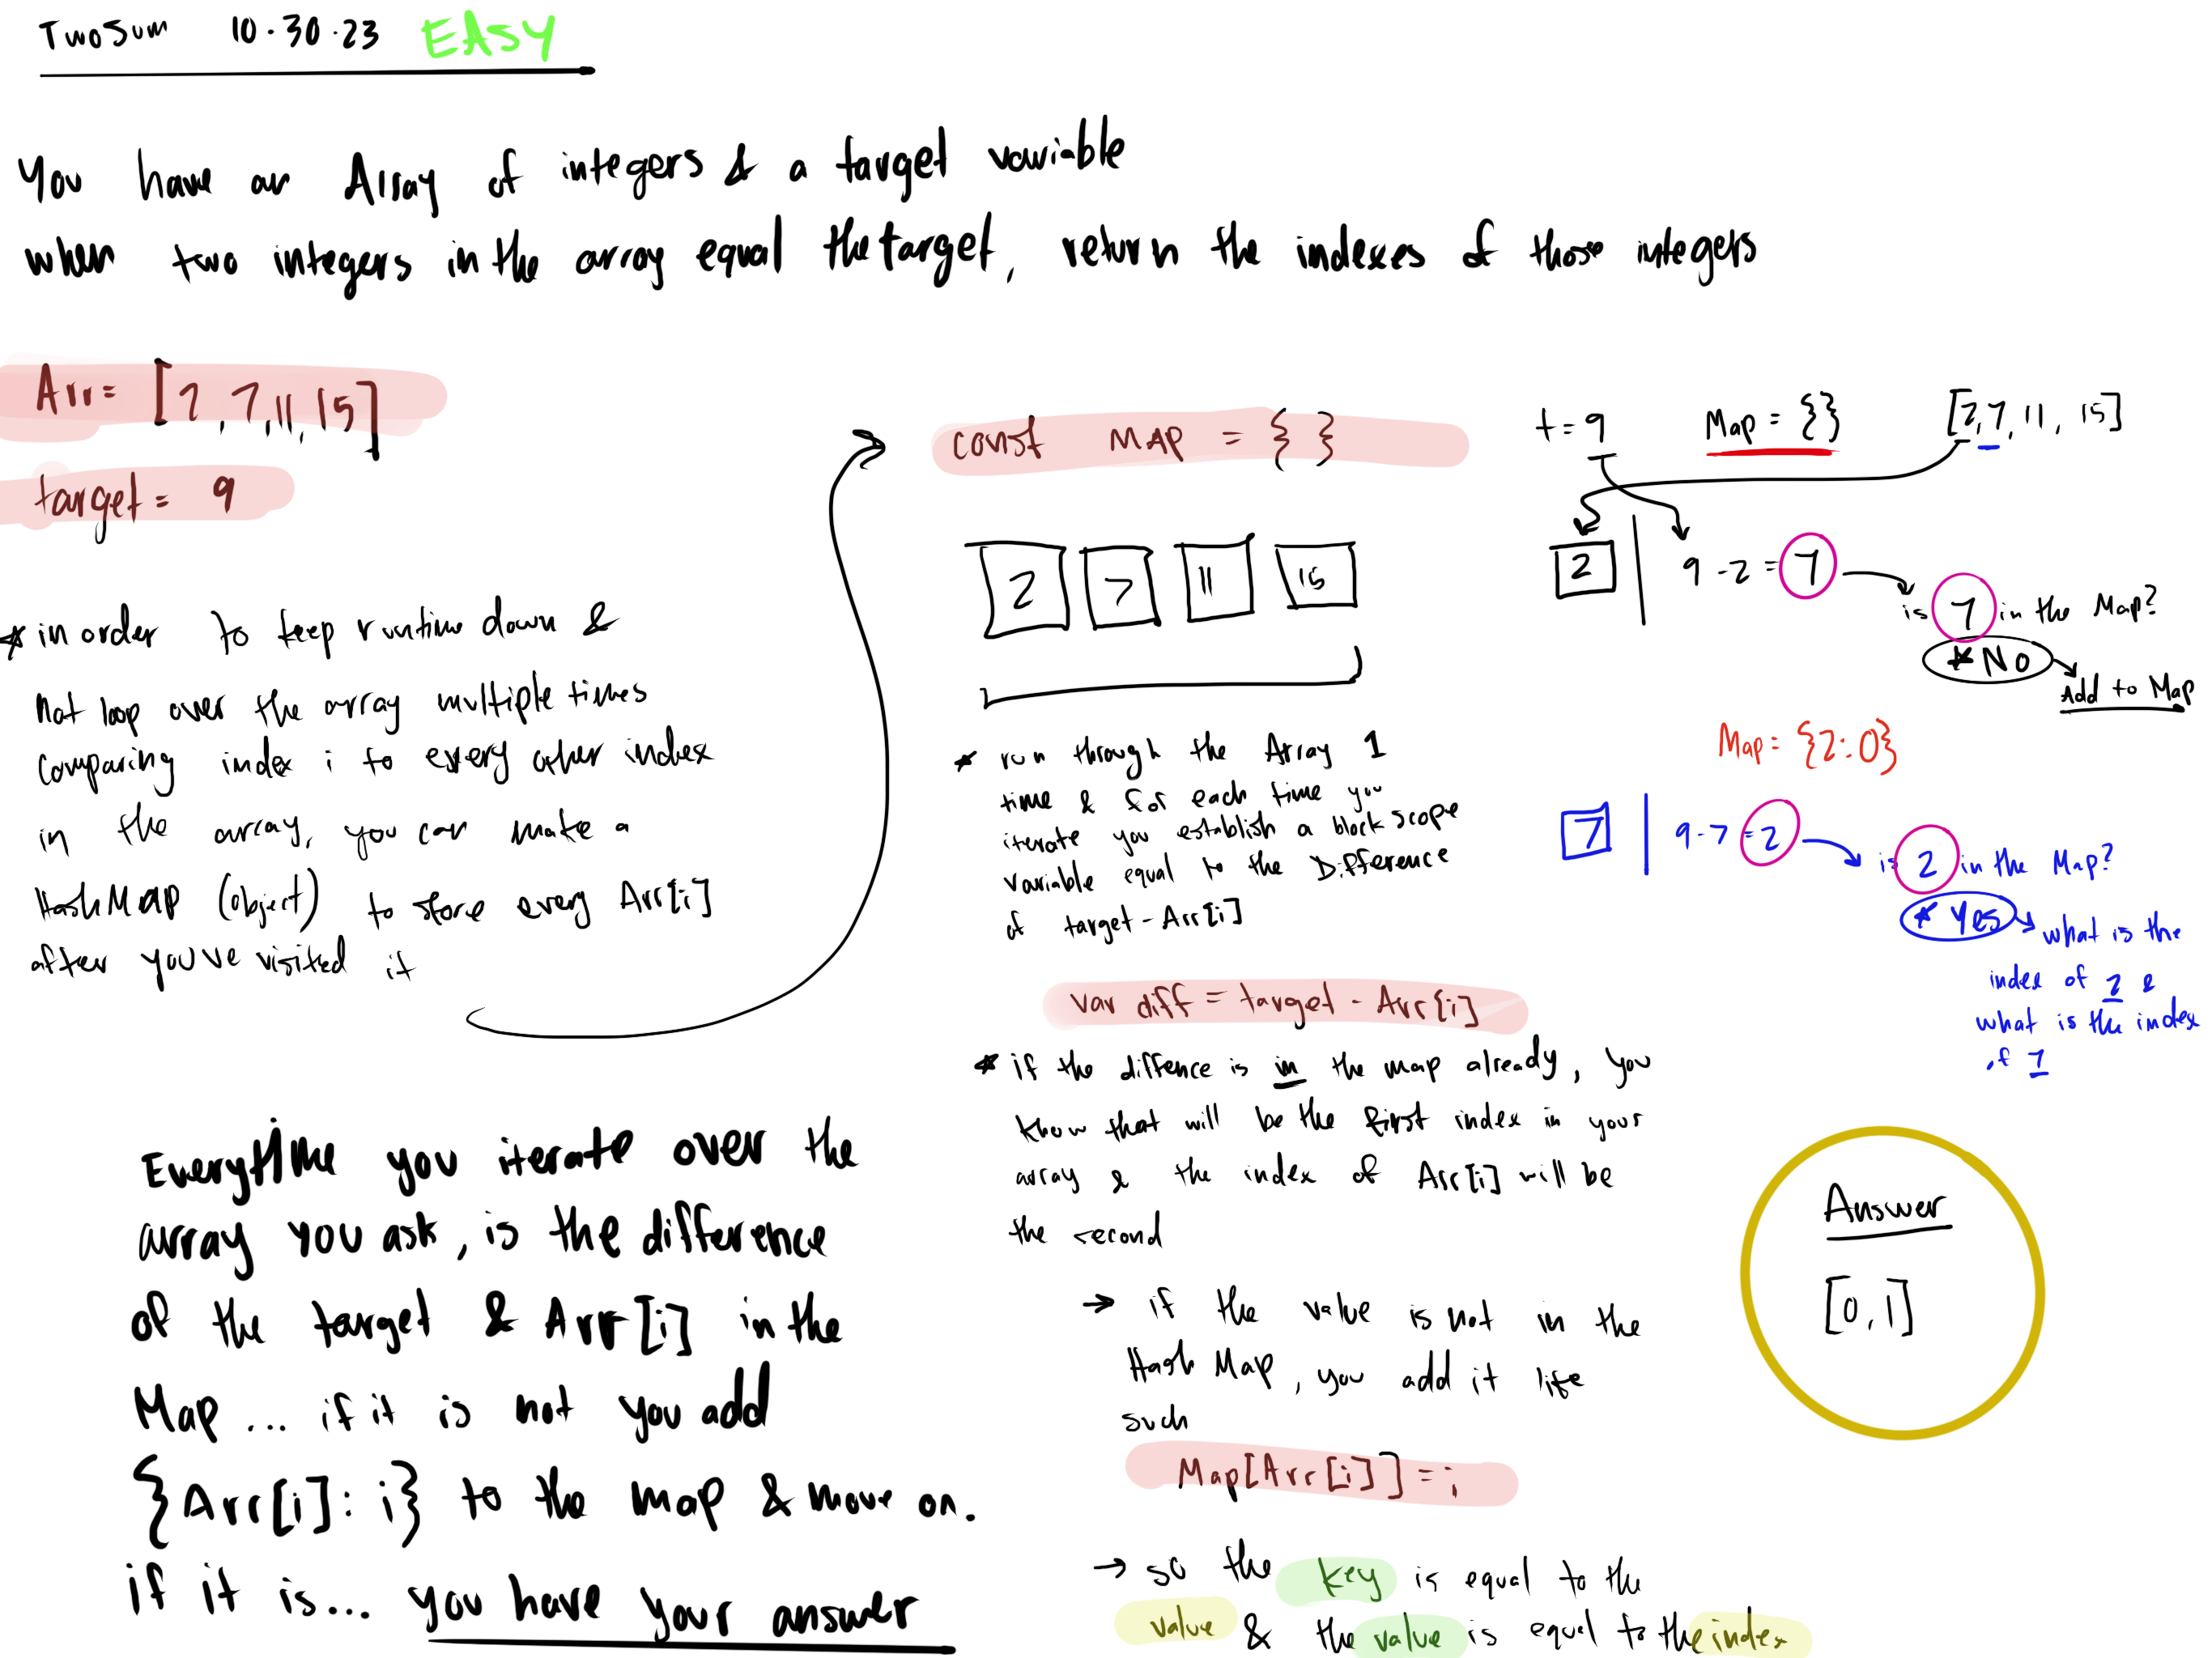 TwoSum 10.30.23 EASY
You have an Array of integers & a target variable
when two integers in the array equal the target, return the indexes of those integers
Arr= [2,7,11,15]
target= 9
* in order to keep runtime down &
not loop over the array multiple times
comparing index i to every other index
in the array, you can make a
HashMap (object) to store every Arr[i]
after you've visited it
Everytime you iterate over the
array you ask, is the difference
of the target & Arr[i] in the
Map... if it is not you add
{Arr[i]: i} to the map & move on.
if it is... you have your answer
const MAP = { }
2 7 11 15
* run through the Array 1
time & for each time you
iterate you establish a block scope
variable equal to the Difference
of target - Arr[i]
var diff = target - Arr[i]
* if the diffence is in the map already, you
know that will be the first index in your
array & the index of Arr[i] will be
the second
→ if the value is not in the
Hash Map, you add it like
such
Map[Arr[i]] = i
→ so the key is equal to the
value & the value is equal to the index
t=9 Map = {} [2,7,11,15]
2 | 9-2=7
is 7 in the Map?
* No
Add to Map
Map= {2:0}
7 | 9-7=2
is 2 in the Map?
* Yes
what is the
index of 2 &
what is the index
of 7
Answer
[0,1]